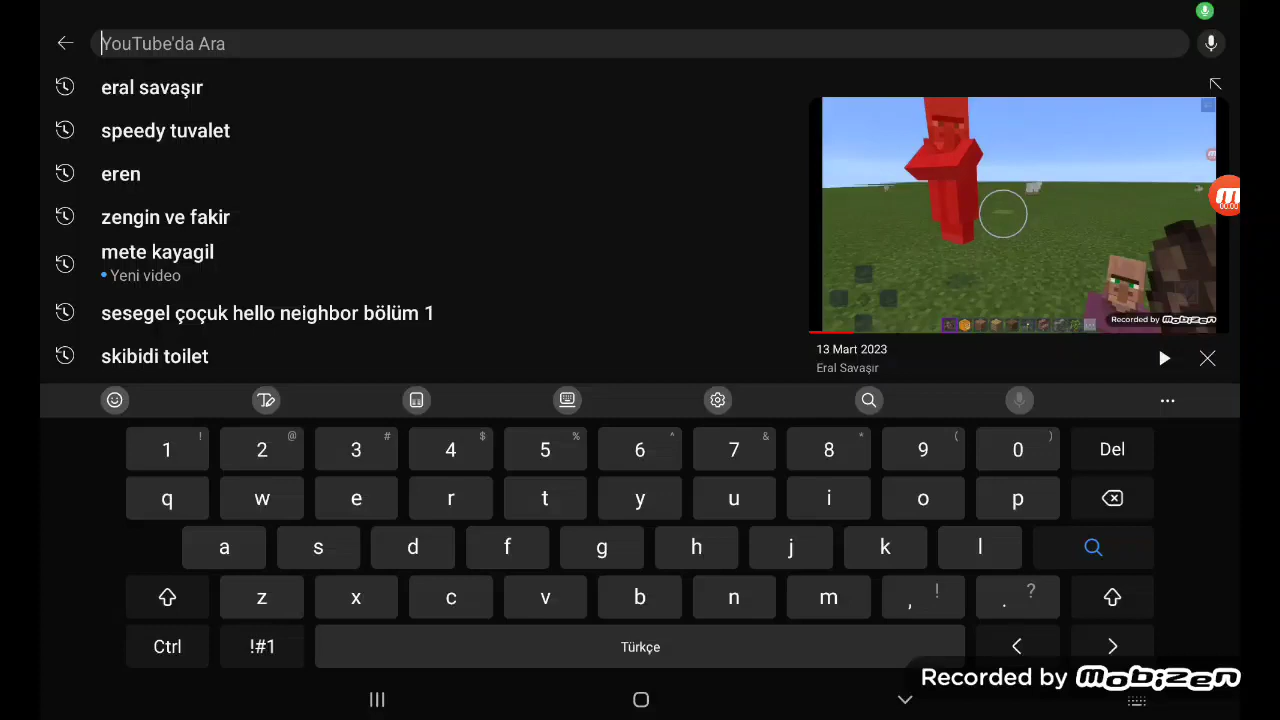 YouTube'da Ara
eral savaşır
speedy tuvalet
eren
zengin ve fakir
mete kayagil
Yeni video
sesegel çoçuk hello neighbor bölüm 1
skibidi toilet
00:00
Recorded by mobizen
13 Mart 2023
Eral Savaşır
1 ! 2 @ 3 # 4 $ 5 % 6 ^ 7 & 8 * 9 ( 0 ) Del
q w e r t y u i o p
a s d f g h j k l
z x c v b n m , ! . ?
Ctrl !#1 Türkçe < >
Recorded by mobizen